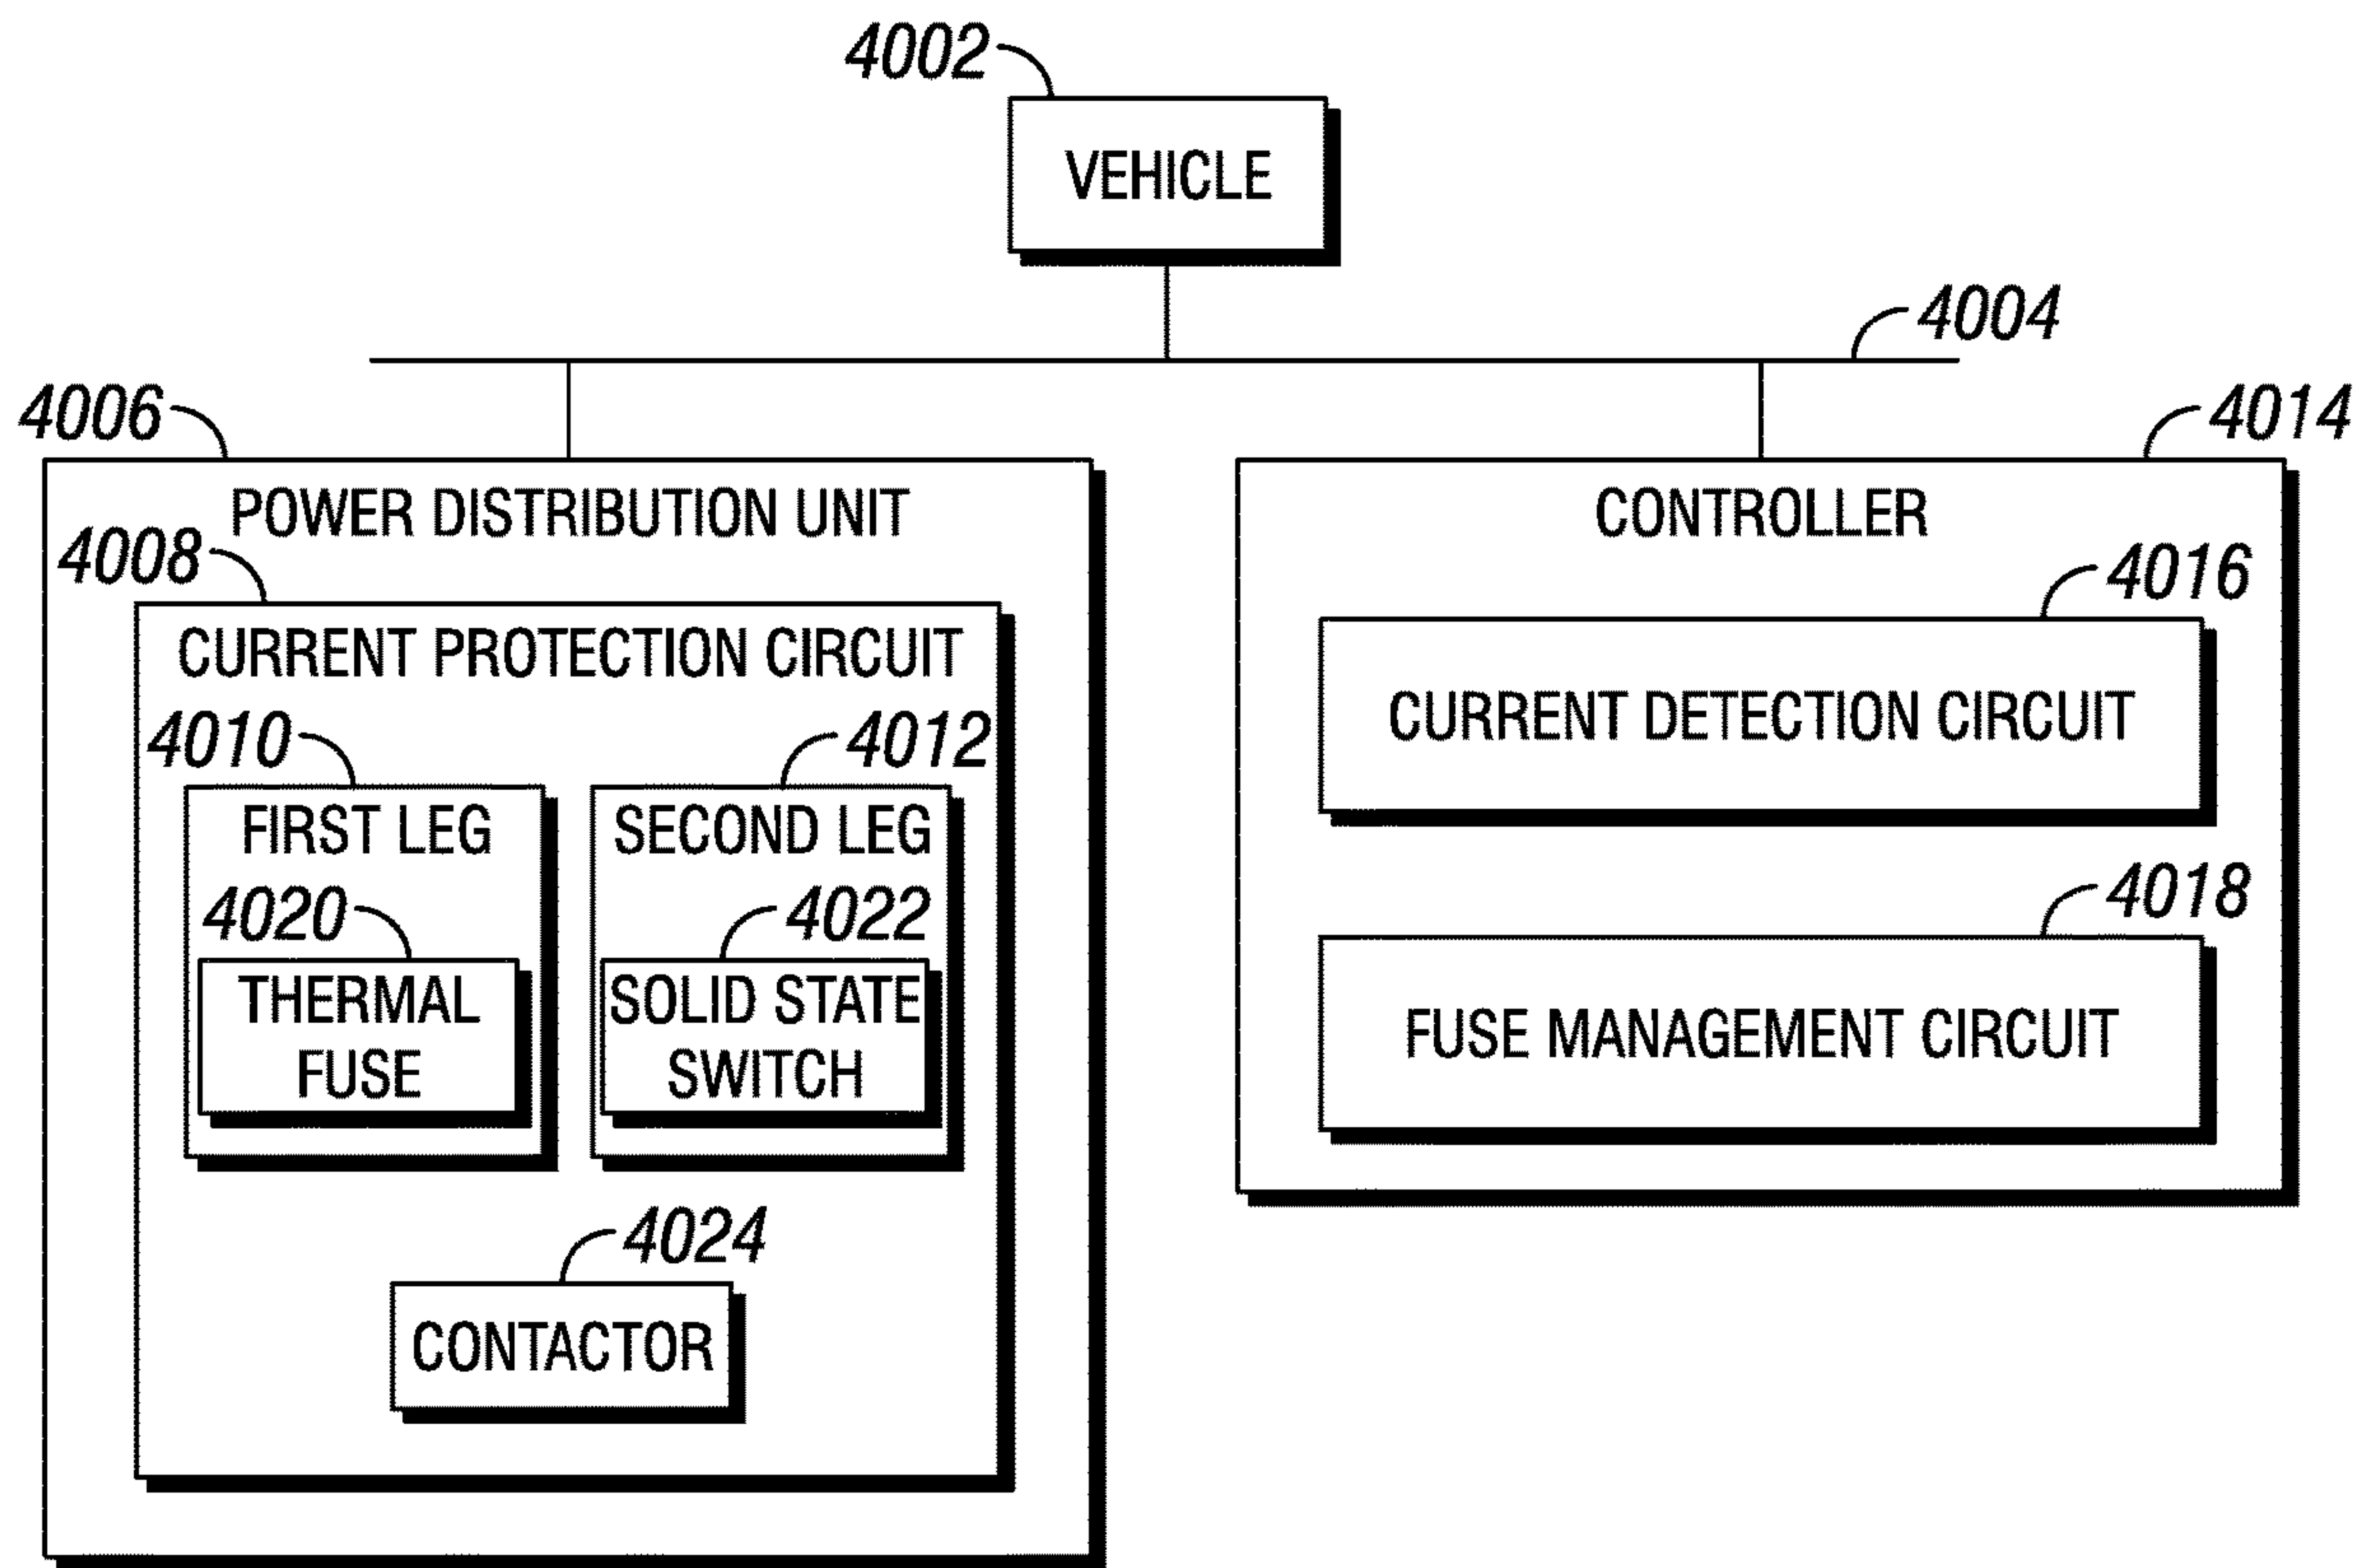 4002
VEHICLE
4004
4006
POWER DISTRIBUTION UNIT
4008
CURRENT PROTECTION CIRCUIT
4010
FIRST LEG
4020
THERMAL
FUSE
4012
SECOND LEG
4022
SOLID STATE
SWITCH
4024
CONTACTOR
4014
CONTROLLER
4016
CURRENT DETECTION CIRCUIT
4018
FUSE MANAGEMENT CIRCUIT